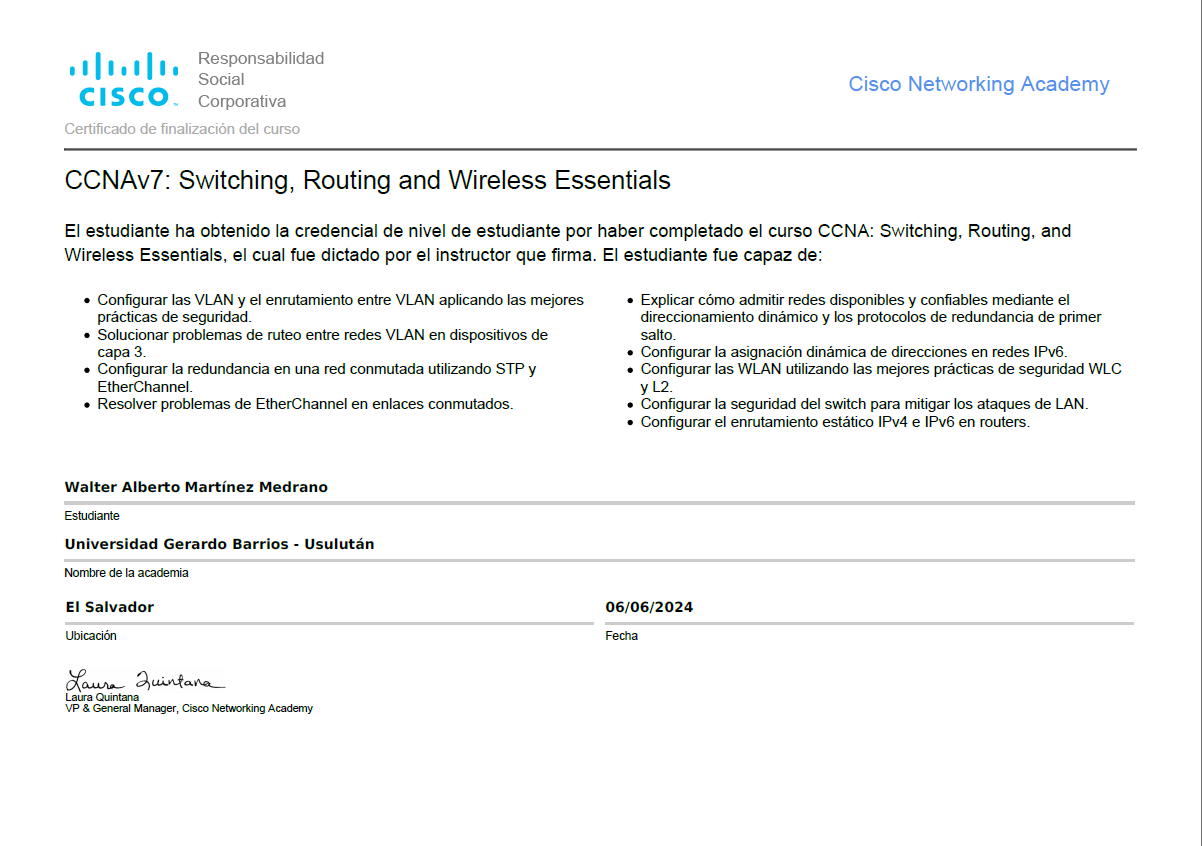 Responsabilidad
Social
Corporativa
CISCO
Cisco Networking Academy
Certificado de finalización del curso
CCNAv7: Switching, Routing and Wireless Essentials
El estudiante ha obtenido la credencial de nivel de estudiante por haber completado el curso CCNA: Switching, Routing, and
Wireless Essentials, el cual fue dictado por el instructor que firma. El estudiante fue capaz de:
• Configurar las VLAN y el enrutamiento entre VLAN aplicando las mejores
prácticas de seguridad.
• Solucionar problemas de ruteo entre redes VLAN en dispositivos de
capa 3.
• Configurar la redundancia en una red conmutada utilizando STP y
EtherChannel.
• Resolver problemas de EtherChannel en enlaces conmutados.
• Explicar cómo admitir redes disponibles y confiables mediante el
direccionamiento dinámico y los protocolos de redundancia de primer
salto.
• Configurar la asignación dinámica de direcciones en redes IPv6.
• Configurar las WLAN utilizando las mejores prácticas de seguridad WLC
y L2.
• Configurar la seguridad del switch para mitigar los ataques de LAN.
• Configurar el enrutamiento estático IPv4 e IPv6 en routers.
Walter Alberto Martínez Medrano
Estudiante
Universidad Gerardo Barrios - Usulután
Nombre de la academia
El Salvador
Ubicación
06/06/2024
Fecha
Laura Quintana
Laura Quintana
VP & General Manager, Cisco Networking Academy